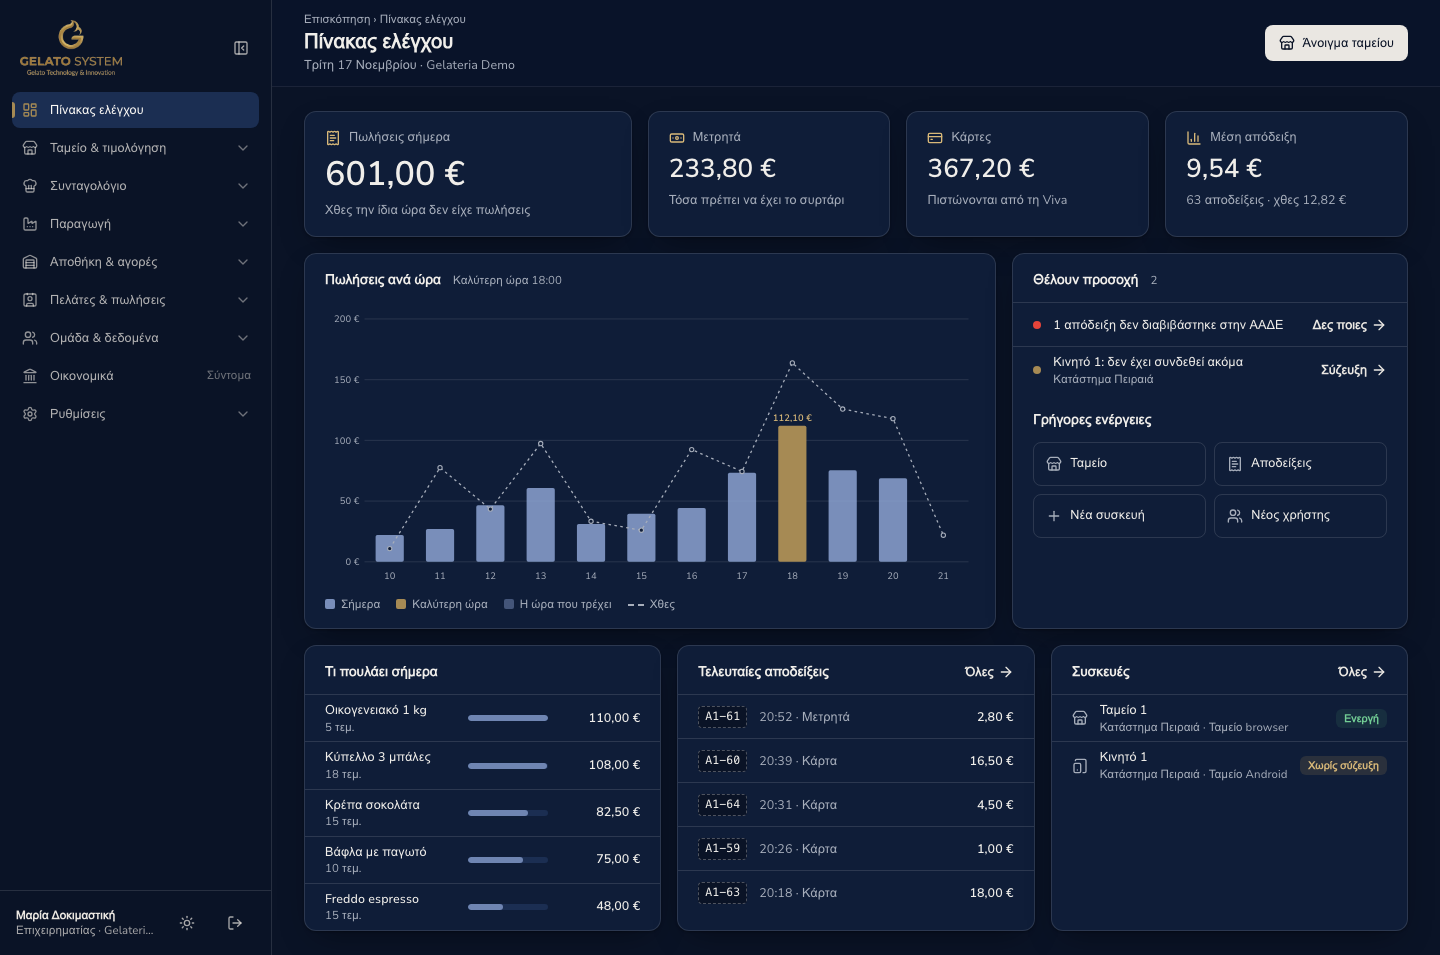 GELATO SYSTEM
Gelato Technology & Innovation
Πίνακας ελέγχου
Ταμείο & τιμολόγηση
Συνταγολόγιο
Παραγωγή
Αποθήκη & αγορές
Πελάτες & πωλήσεις
Ομάδα & δεδομένα
Οικονομικά Σύντομα
Ρυθμίσεις
Μαρία Δοκιμαστική
Επιχειρηματίας · Gelateri...
Επισκόπηση › Πίνακας ελέγχου
Πίνακας ελέγχου
Τρίτη 17 Νοεμβρίου · Gelateria Demo
Άνοιγμα ταμείου
Πωλήσεις σήμερα
601,00 €
Χθες την ίδια ώρα δεν είχε πωλήσεις
Μετρητά
233,80 €
Τόσα πρέπει να έχει το συρτάρι
Κάρτες
367,20 €
Πιστώνονται από τη Viva
Μέση απόδειξη
9,54 €
63 αποδείξεις · χθες 12,82 €
Πωλήσεις ανά ώρα Καλύτερη ώρα 18:00
200 €
150 €
100 €
50 €
0 €
112,10 €
10 11 12 13 14 15 16 17 18 19 20 21
Σήμερα Καλύτερη ώρα Η ώρα που τρέχει Χθες
Θέλουν προσοχή 2
1 απόδειξη δεν διαβιβάστηκε στην ΑΑΔΕ Δες ποιες →
Κινητό 1: δεν έχει συνδεθεί ακόμα
Κατάστημα Πειραιά
Σύζευξη →
Γρήγορες ενέργειες
Ταμείο
Αποδείξεις
Νέα συσκευή
Νέος χρήστης
Τι πουλάει σήμερα
Οικογενειακό 1 kg
5 τεμ.
110,00 €
Κύπελλο 3 μπάλες
18 τεμ.
108,00 €
Κρέπα σοκολάτα
15 τεμ.
82,50 €
Βάφλα με παγωτό
10 τεμ.
75,00 €
Freddo espresso
15 τεμ.
48,00 €
Τελευταίες αποδείξεις Όλες →
A1-61 20:52 · Μετρητά 2,80 €
A1-60 20:39 · Κάρτα 16,50 €
A1-64 20:31 · Κάρτα 4,50 €
A1-59 20:26 · Κάρτα 1,00 €
A1-63 20:18 · Κάρτα 18,00 €
Συσκευές Όλες →
Ταμείο 1
Κατάστημα Πειραιά · Ταμείο browser
Ενεργή
Κινητό 1
Κατάστημα Πειραιά · Ταμείο Android
Χωρίς σύζευξη